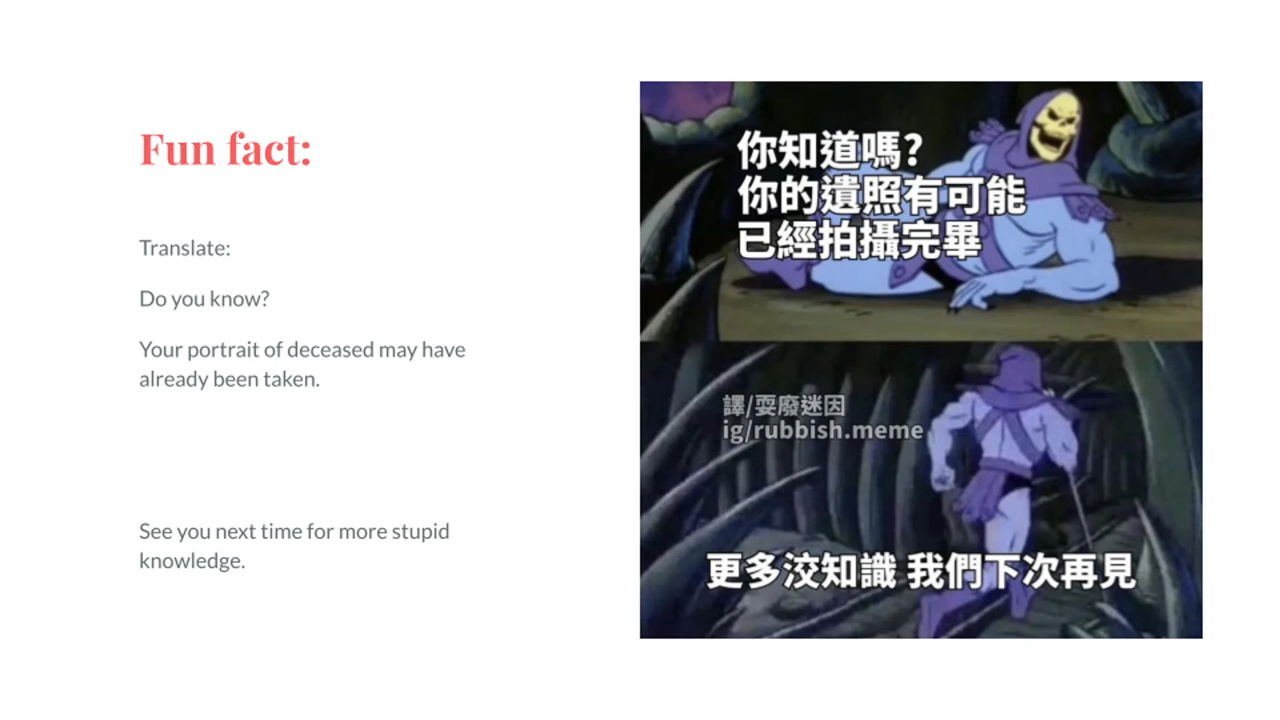 Fun fact:
Translate:
Do you know?
Your portrait of deceased may have
already been taken.
See you next time for more stupid
knowledge.
你知道嗎?
你的遺照有可能
已經拍攝完畢
譯/耍廢迷因
ig/rubbish.meme
更多洨知識 我們下次再見